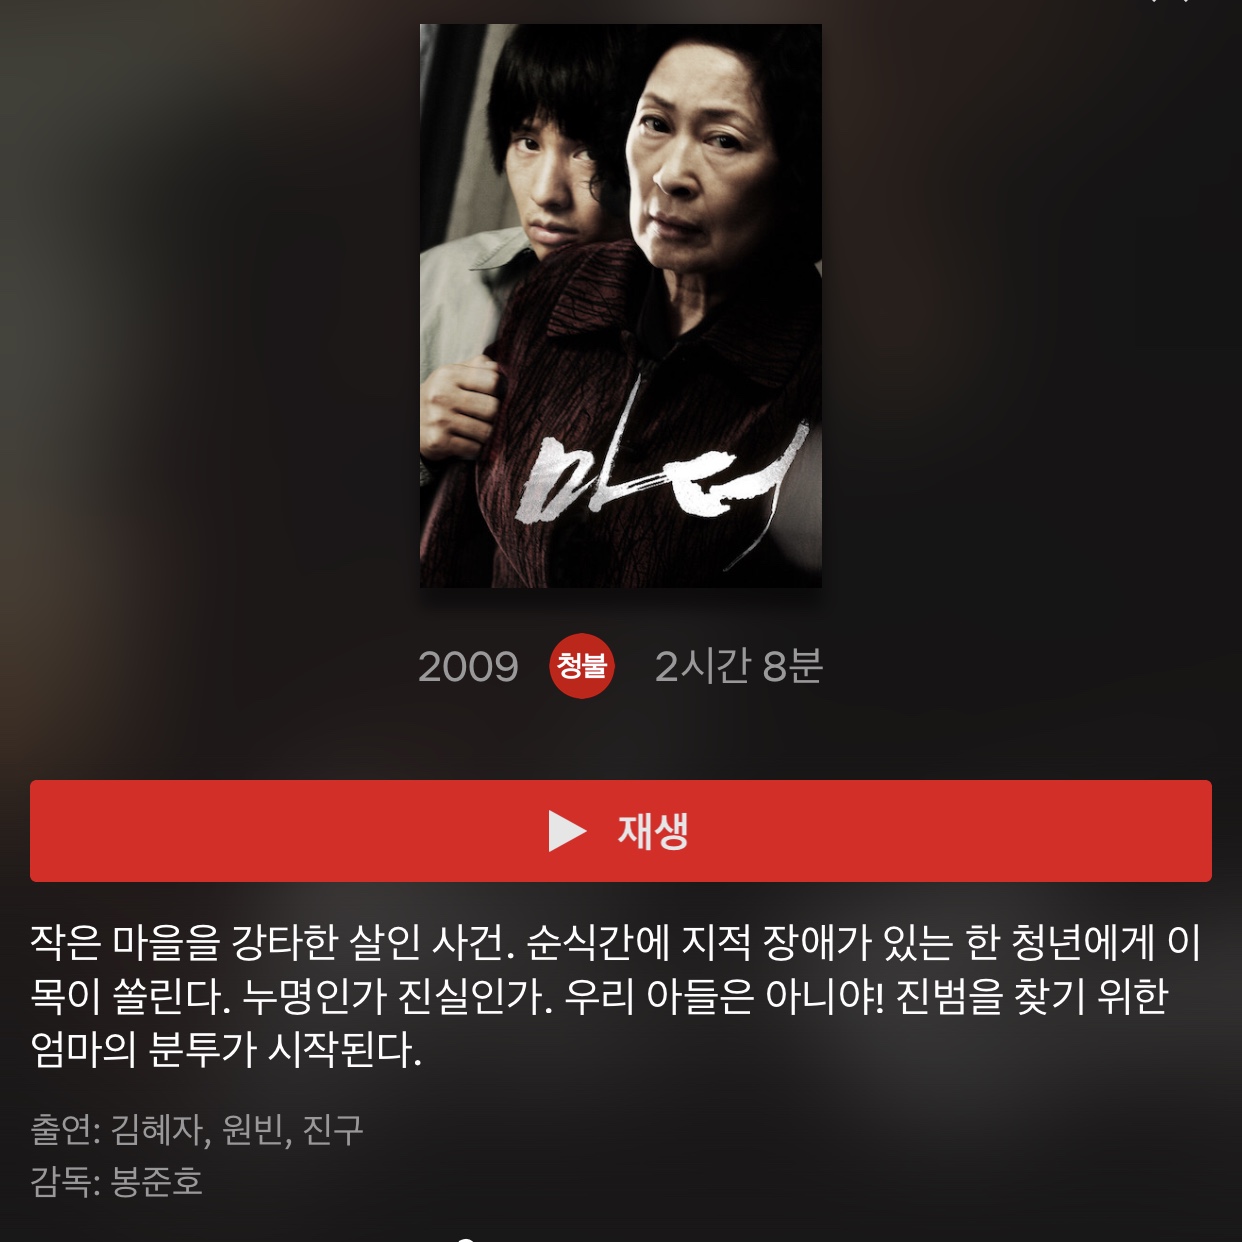 마더
2009 청불 2시간 8분
재생
작은 마을을 강타한 살인 사건. 순식간에 지적 장애가 있는 한 청년에게 이
목이 쏠린다. 누명인가 진실인가. 우리 아들은 아니야! 진범을 찾기 위한
엄마의 분투가 시작된다.
출연: 김혜자, 원빈, 진구
감독: 봉준호